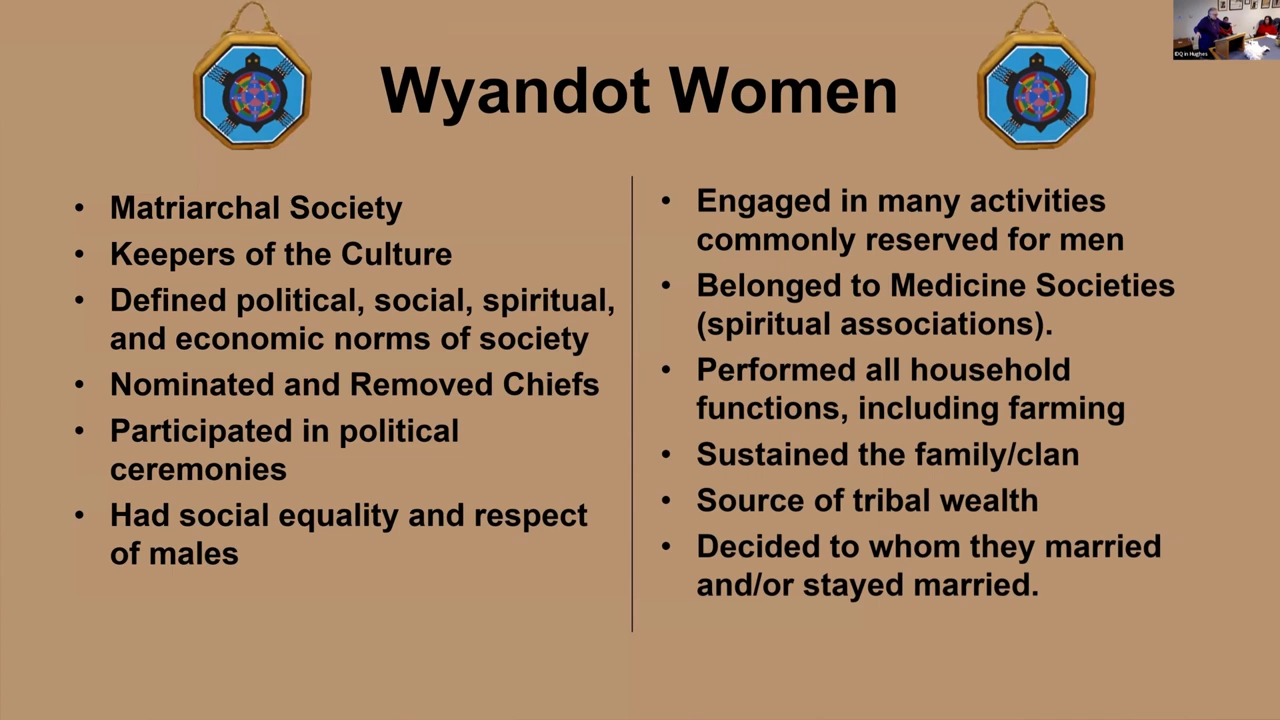 Wyandot Women
• Matriarchal Society
• Keepers of the Culture
• Defined political, social, spiritual,
and economic norms of society
• Nominated and Removed Chiefs
• Participated in political
ceremonies
• Had social equality and respect
of males
• Engaged in many activities
commonly reserved for men
• Belonged to Medicine Societies
(spiritual associations).
• Performed all household
functions, including farming
• Sustained the family/clan
• Source of tribal wealth
• Decided to whom they married
and/or stayed married.
in Hughes